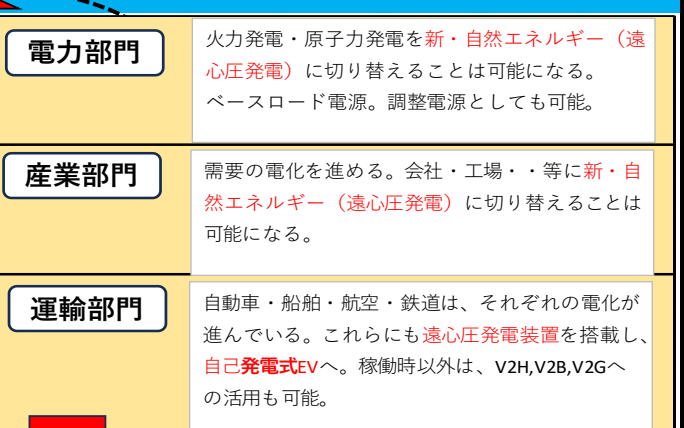 電力部門
火力発電・原子力発電を新・自然エネルギー（遠
心圧発電）に切り替えることは可能になる。
ベースロード電源。調整電源としても可能。
産業部門
需要の電化を進める。会社・工場・・等に新・自
然エネルギー（遠心圧発電）に切り替えることは
可能になる。
運輸部門
自動車・船舶・航空・鉄道は、それぞれの電化が
進んでいる。これらにも遠心圧発電装置を搭載し、
自己発電式EVへ。稼働時以外は、V2H,V2B,V2Gへ
の活用も可能。